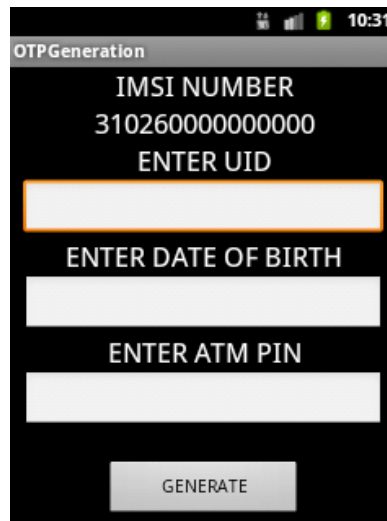 10:31
OTPGeneration
IMSI NUMBER
310260000000000
ENTER UID
ENTER DATE OF BIRTH
ENTER ATM PIN
GENERATE